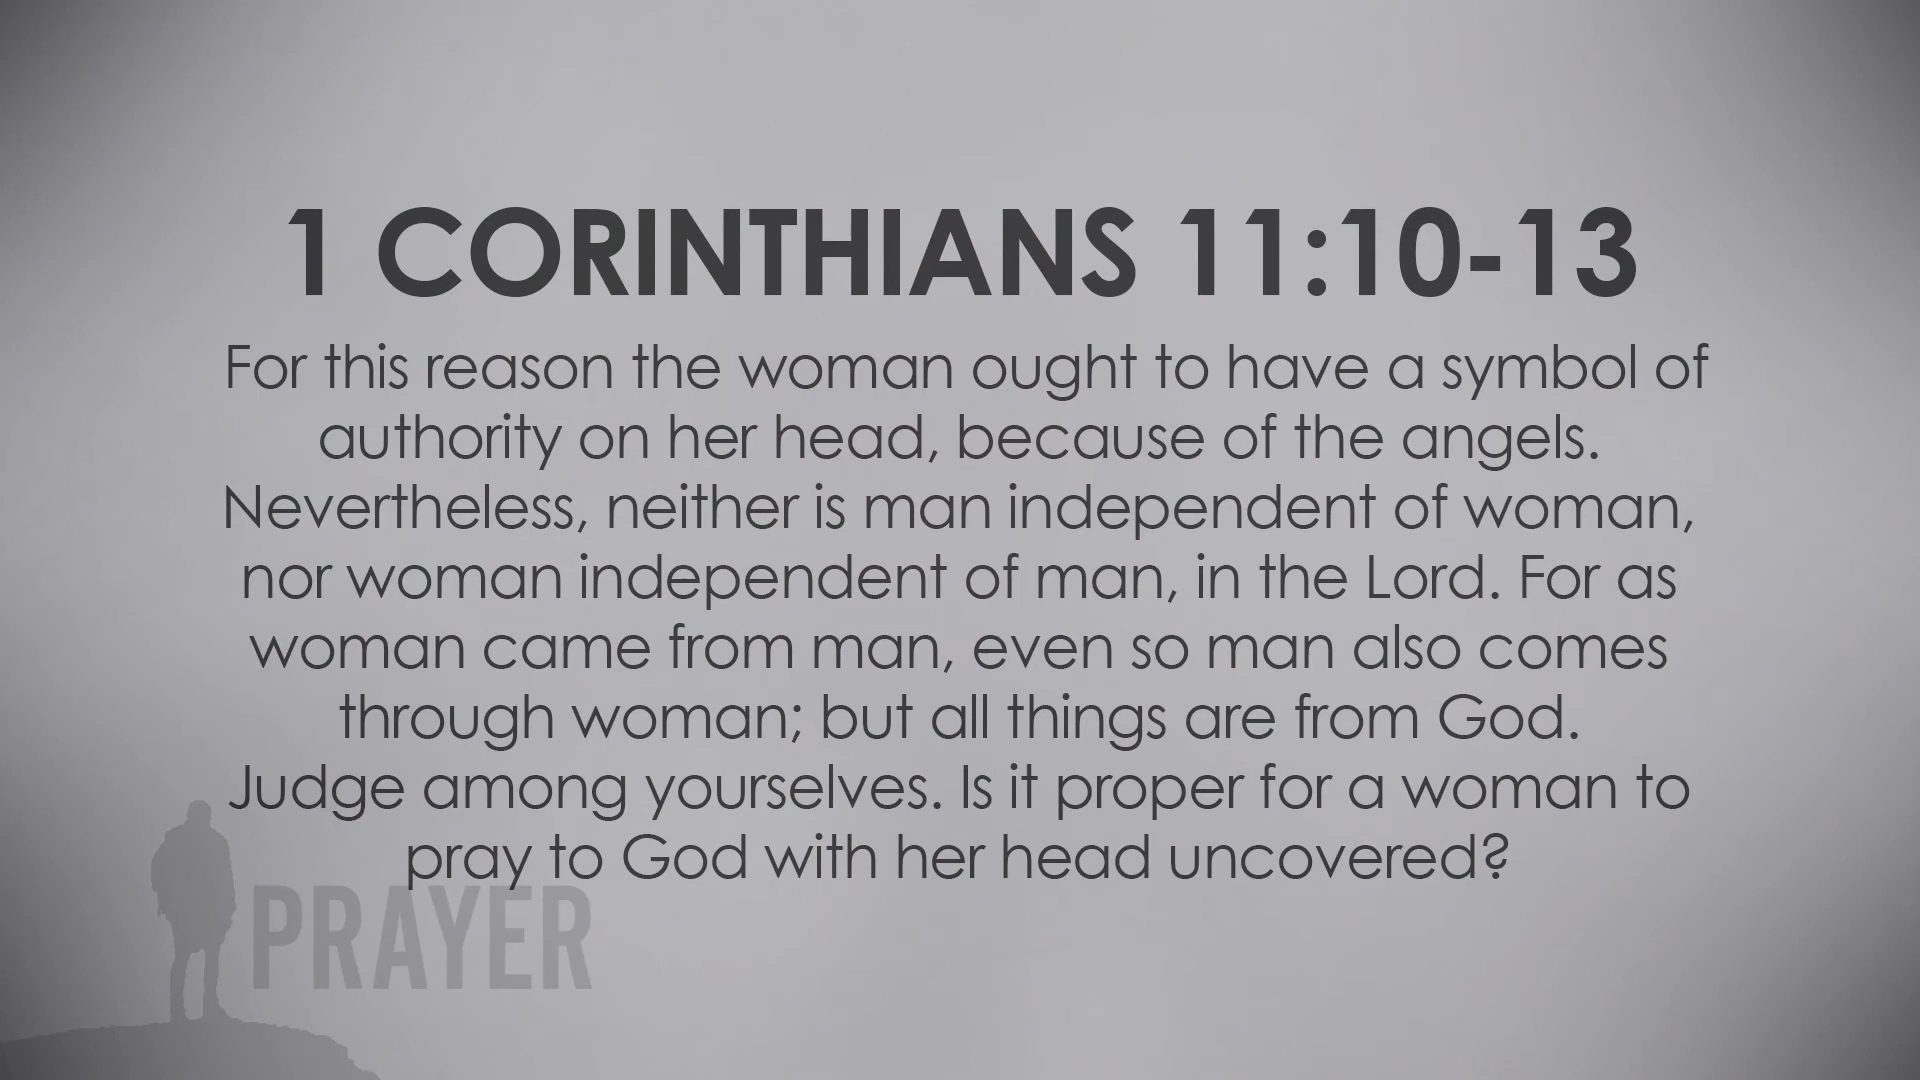 1 CORINTHIANS 11:10-13
For this reason the woman ought to have a symbol of
authority on her head, because of the angels.
Nevertheless, neither is man independent of woman,
nor woman independent of man, in the Lord. For as
woman came from man, even so man also comes
through woman; but all things are from God.
Judge among yourselves. Is it proper for a woman to
pray to God with her head uncovered?
PRAYER